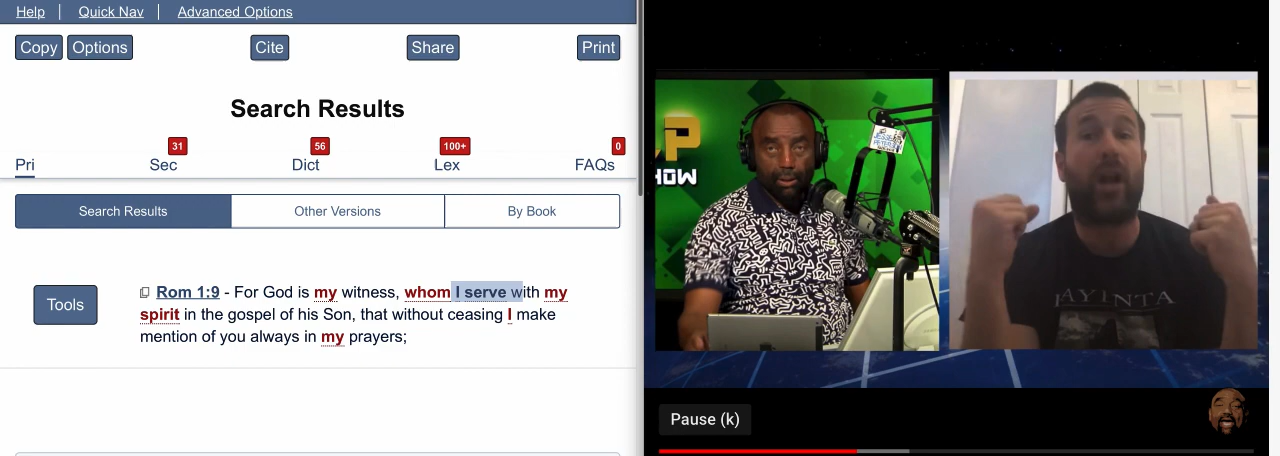 Help
Quick Nav
Advanced Options
Copy
Options
Cite
Share
Print
Search Results
31
56
100+
0
Pri
Sec
Dict
Lex
FAQs
Search Results
Other Versions
By Book
Tools
Rom 1:9 - For God is my witness, whom I serve with my
spirit in the gospel of his Son, that without ceasing I make
mention of you always in my prayers;
P
HOW
JESSE
JAYINTA
Pause (k)